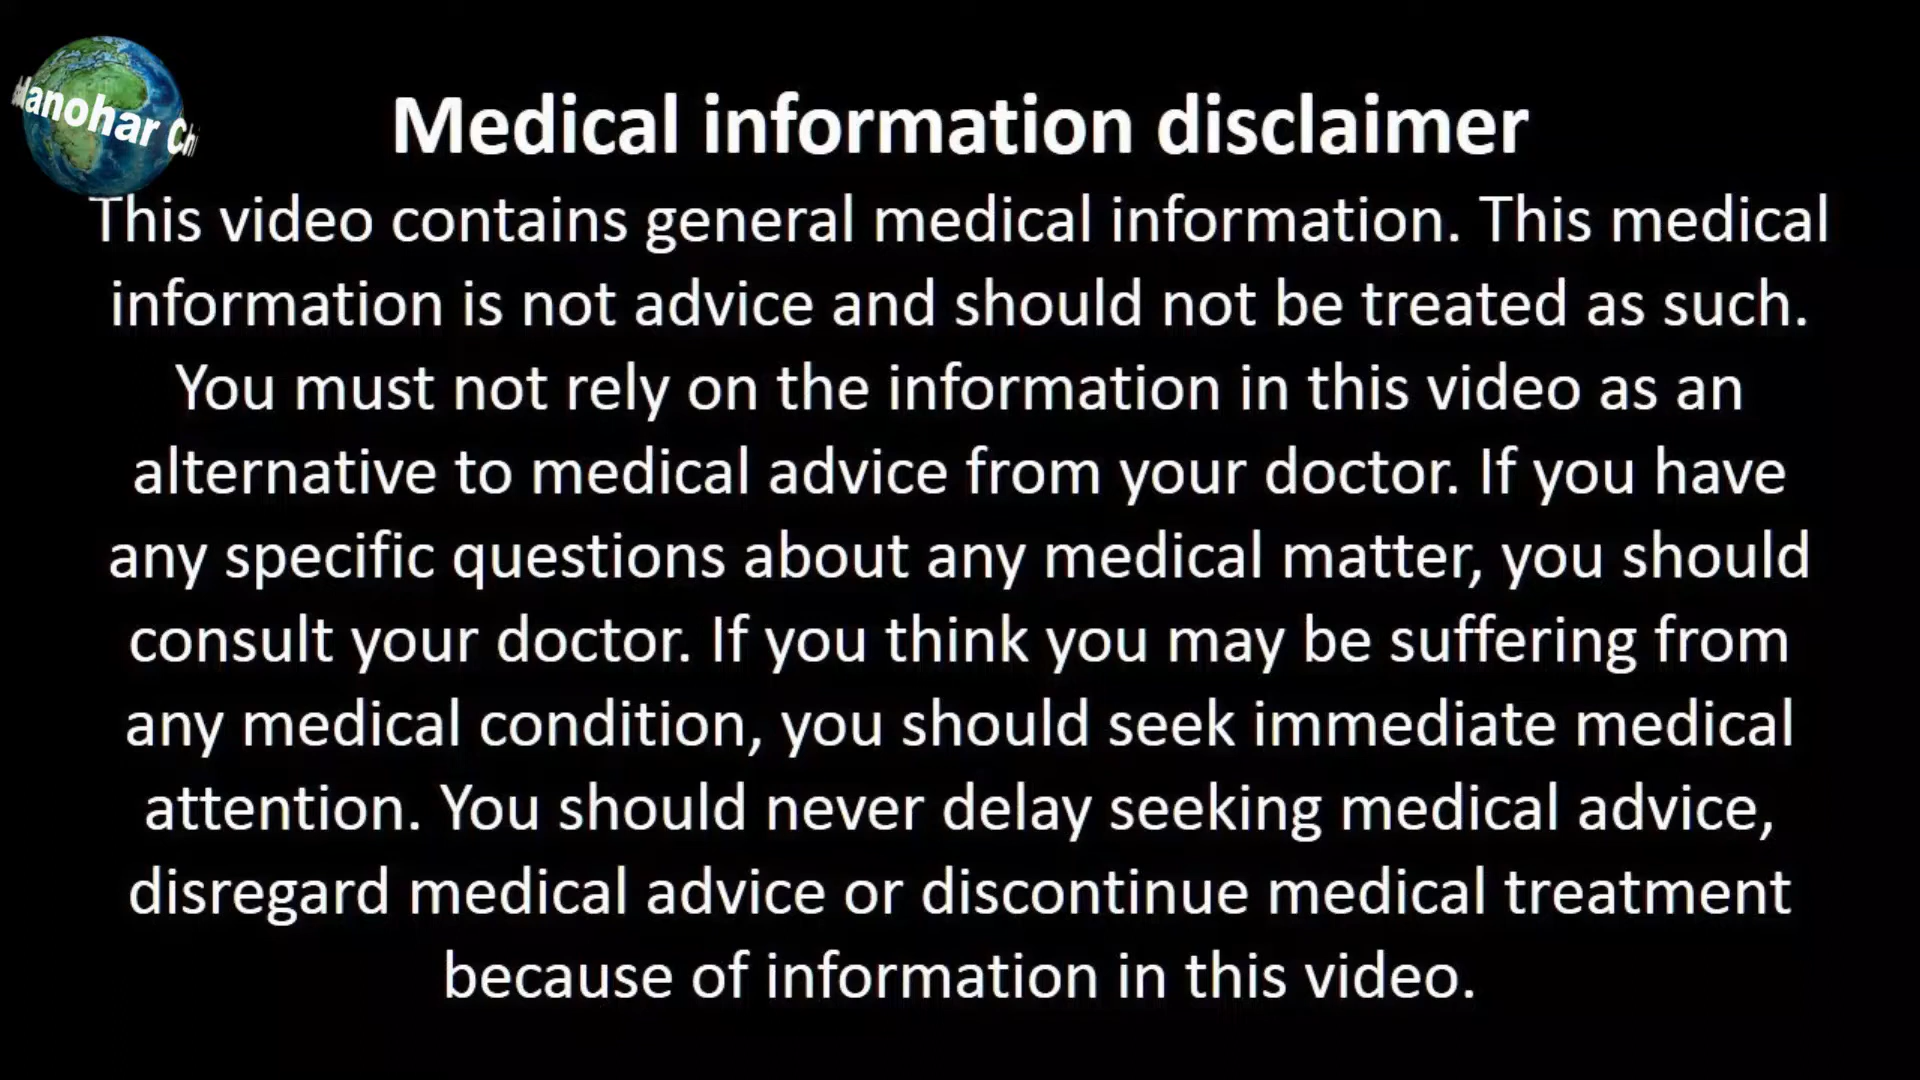 Medical information disclaimer
This video contains general medical information. This medical
information is not advice and should not be treated as such.
You must not rely on the information in this video as an
alternative to medical advice from your doctor. If you have
any specific questions about any medical matter, you should
consult your doctor. If you think you may be suffering from
any medical condition, you should seek immediate medical
attention. You should never delay seeking medical advice,
disregard medical advice or discontinue medical treatment
because of information in this video.